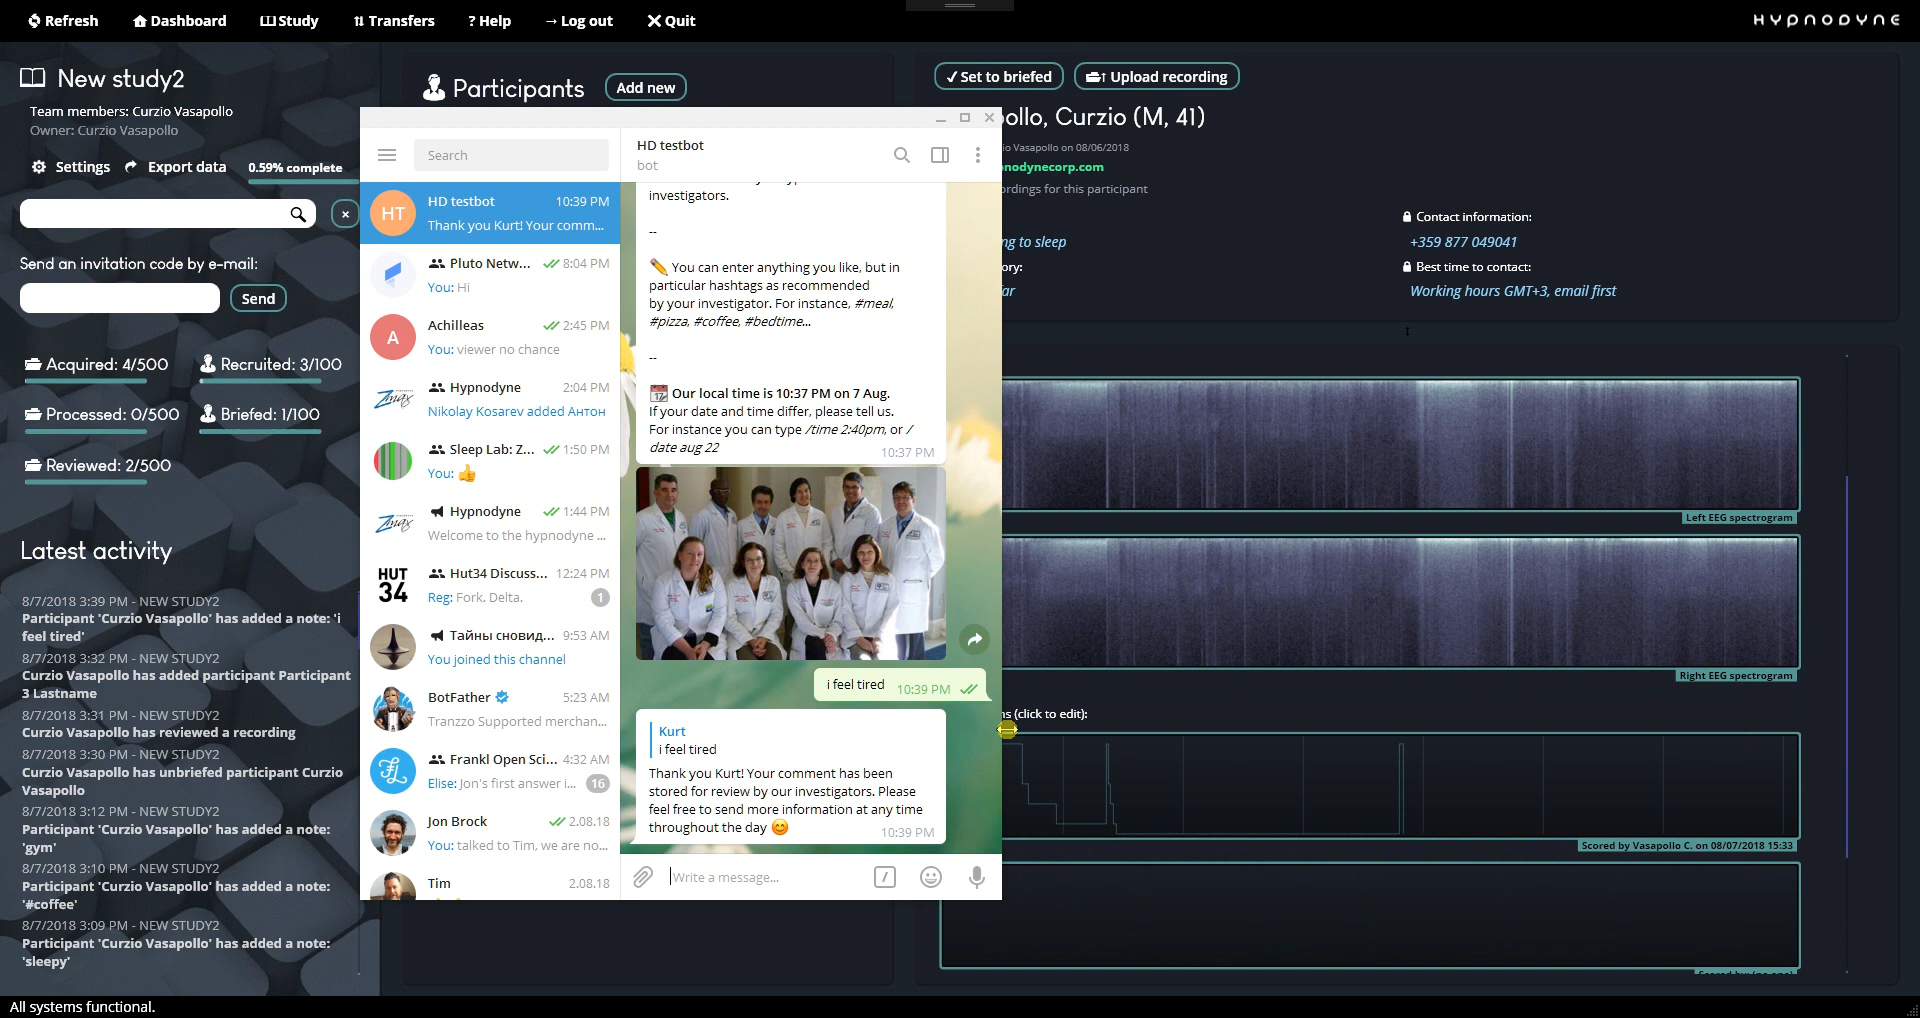 Refresh
Dashboard
Study
Transfers
? Help
→ Log out
Quit
HYPNODYNE
New study2
Team members: Curzio Vasapollo
Owner: Curzio Vasapollo
Settings
Export data
0.59% complete
Send an invitation code by e-mail:
Send
Acquired: 4/500
Recruited: 3/100
Processed: 0/500
Briefed: 1/100
Reviewed: 2/500
Latest activity
8/7/2018 3:39 PM - NEW STUDY2
Participant 'Curzio Vasapollo' has added a note: 'i
feel tired'
8/7/2018 3:32 PM - NEW STUDY2
Curzio Vasapollo has added participant Participant
3 Lastname
8/7/2018 3:31 PM - NEW STUDY2
Curzio Vasapollo has reviewed a recording
8/7/2018 3:30 PM - NEW STUDY2
Curzio Vasapollo has unbriefed participant Curzio
Vasapollo
8/7/2018 3:12 PM - NEW STUDY2
Participant 'Curzio Vasapollo' has added a note:
'gym'
8/7/2018 3:10 PM - NEW STUDY2
Participant 'Curzio Vasapollo' has added a note:
'#coffee'
8/7/2018 3:09 PM - NEW STUDY2
Participant 'Curzio Vasapollo' has added a note:
'sleepy'
All systems functional.
Participants
Add new
Search
HT
HD testbot
10:39 PM
Thank you Kurt! Your comm...
Pluto Netw...
8:04 PM
You: Hi
A
Achilleas
2:45 PM
You: viewer no chance
Zmax
Hypnodyne
2:04 PM
Nikolay Kosarev added Антон
Sleep Lab: Z...
1:50 PM
You: 👍
Zmax
Hypnodyne
1:44 PM
Welcome to the hypnodyne ...
HUT
34
Hut34 Discuss...
12:24 PM
Reg: Fork. Delta.
1
Тайны сновид...
9:53 AM
You joined this channel
BotFather
5:23 AM
Tranzzo Supported merchan...
Frankl Open Sci...
4:32 AM
Else: Jon's first answer i...
16
Jon Brock
2.08.18
You: talked to Tim, we are no...
Tim
2.08.18
HD testbot
bot
investigators.
--
✏️ You can enter anything you like, but in
particular hashtags as recommended
by your investigator. For instance, #meal,
#pizza, #coffee, #bedtime...
--
📆 Our local time is 10:37 PM on 7 Aug.
If your date and time differ, please tell us.
For instance you can type /time 2:40pm, or /
date aug 22
10:37 PM
i feel tired
10:39 PM
Kurt
i feel tired
Thank you Kurt! Your comment has been
stored for review by our investigators. Please
feel free to send more information at any time
throughout the day 😊
10:39 PM
Write a message...
Set to briefed
Upload recording
ollo, Curzio (M, 41)
io Vasapollo on 08/06/2018
nodynecorp.com
ordings for this participant
Contact information:
ng to sleep
+359 877 049041
ory:
Best time to contact:
far
Working hours GMT+3, email first
Left EEG spectrogram
Right EEG spectrogram
ns (click to edit):
Scored by Vasapollo C. on 08/07/2018 15:33